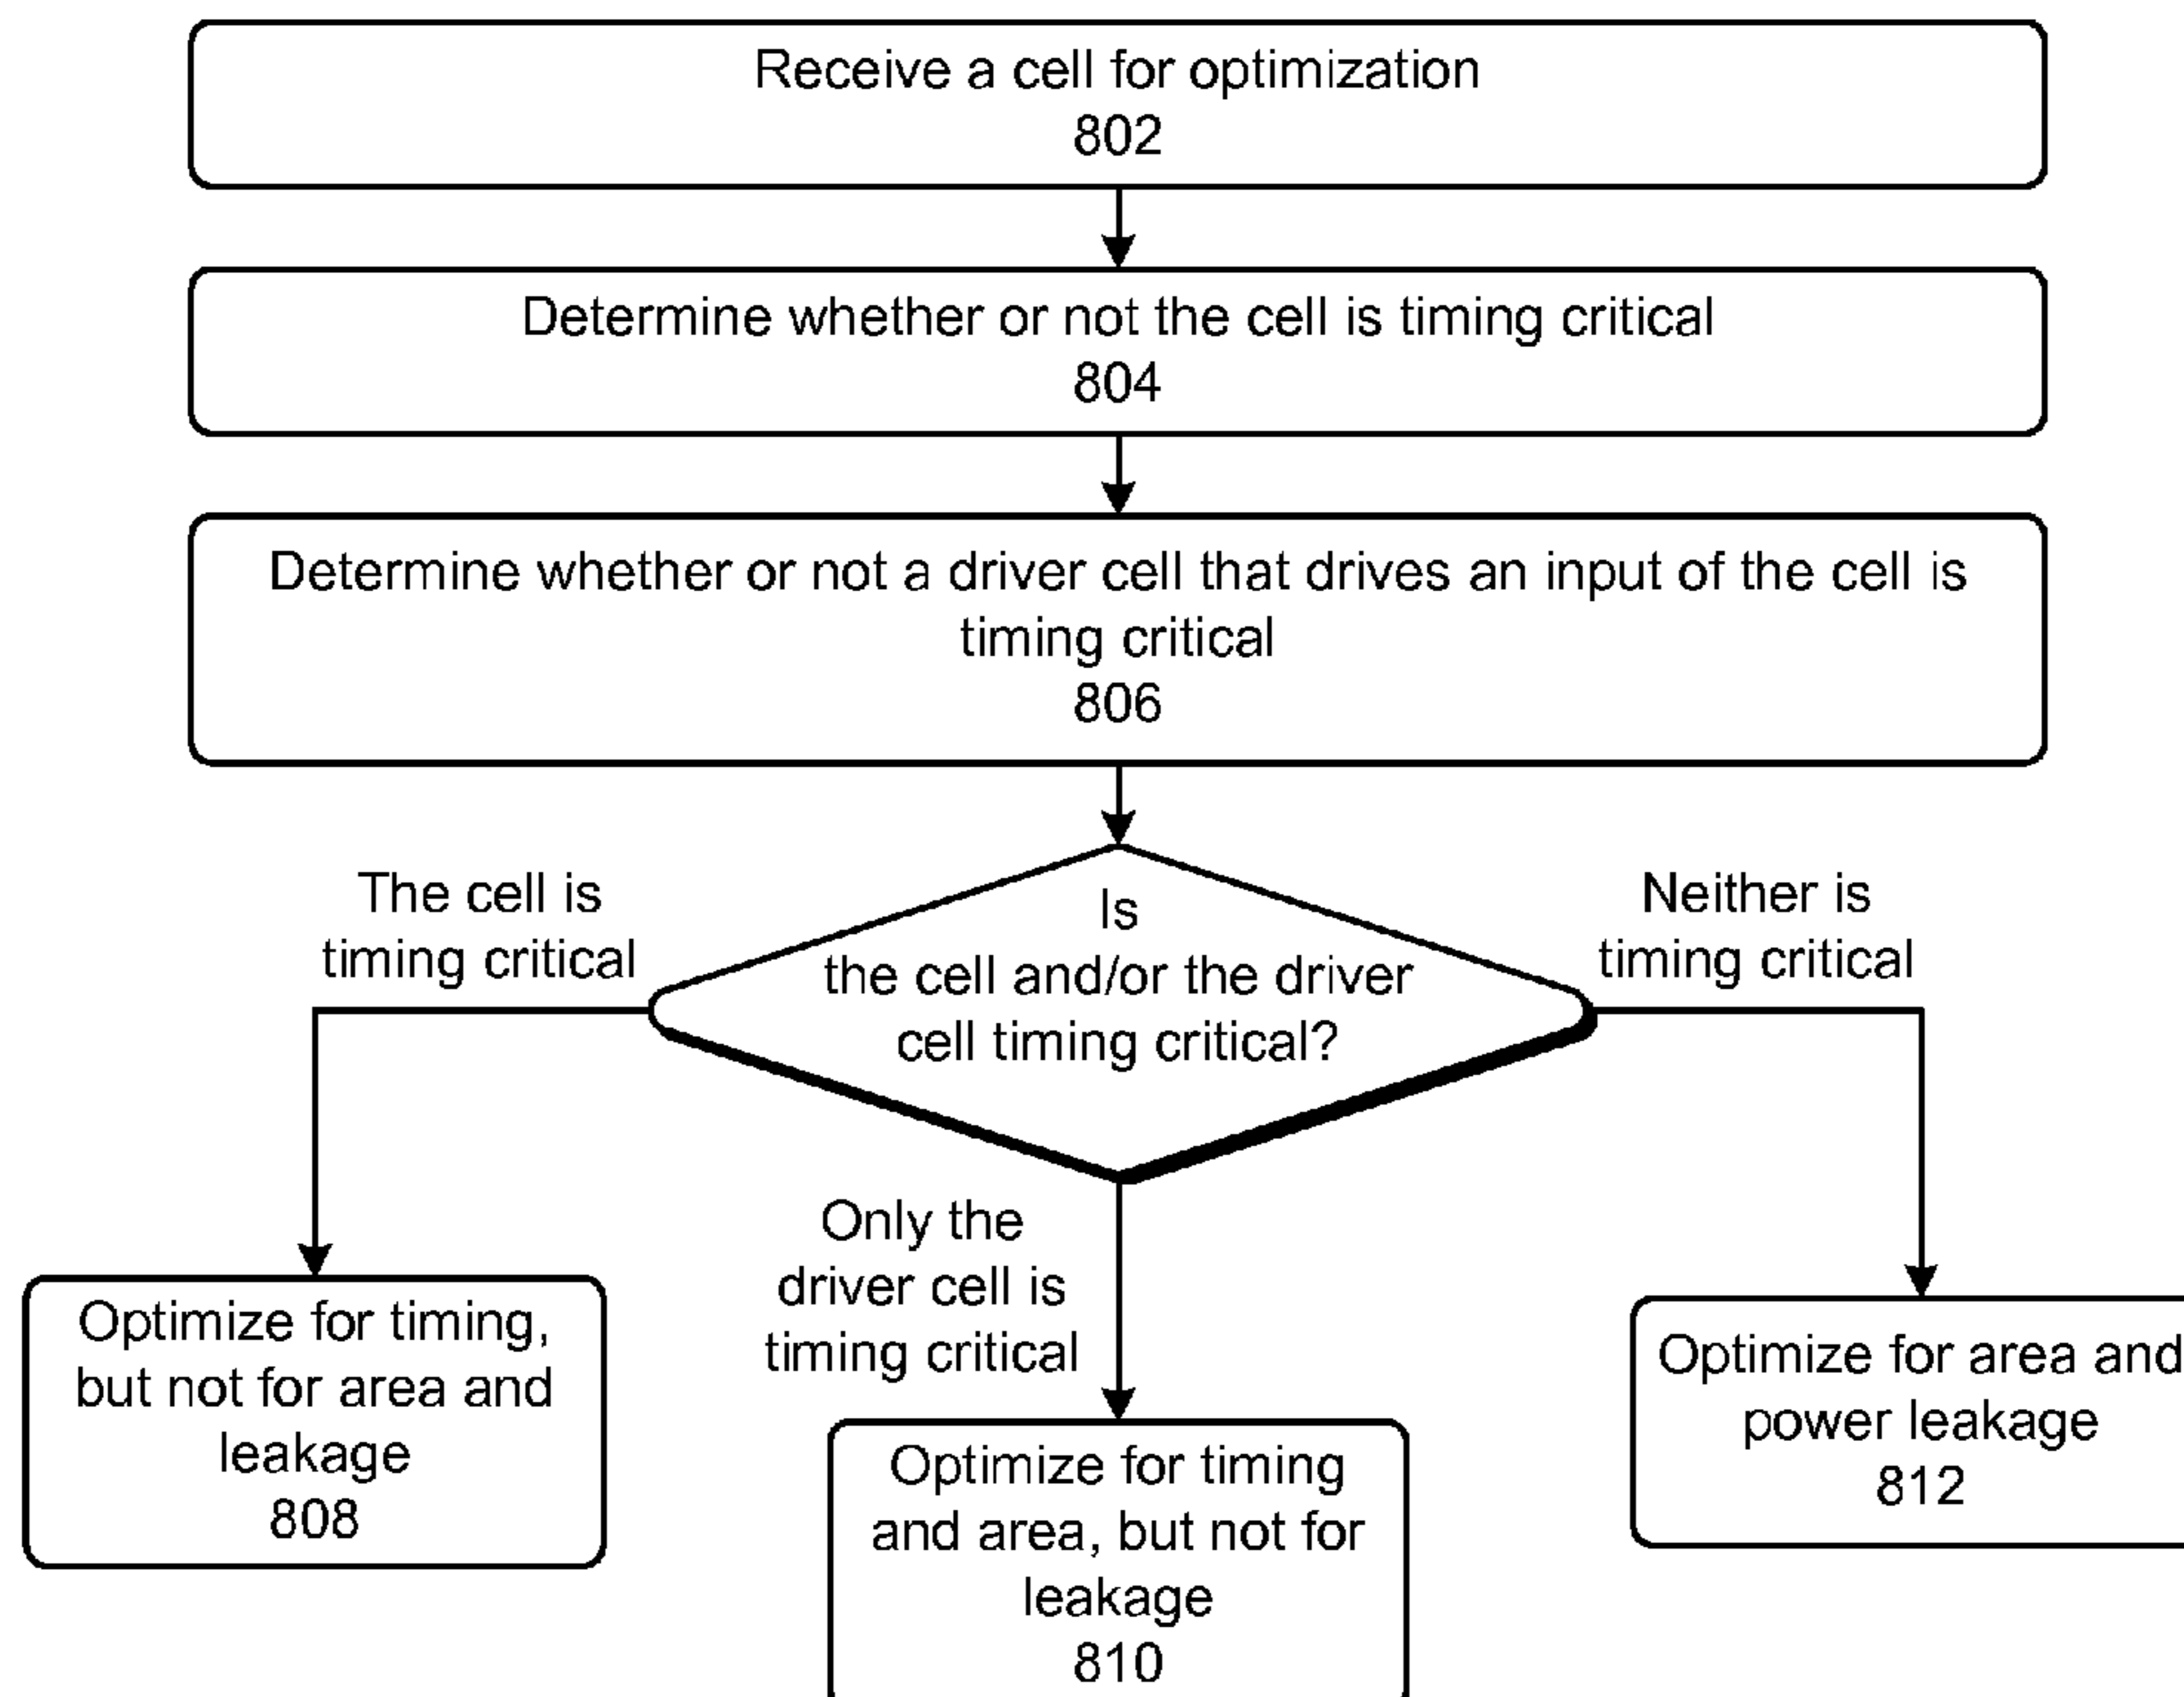 Receive a cell for optimization
802
Determine whether or not the cell is timing critical
804
Determine whether or not a driver cell that drives an input of the cell is
timing critical
806
Is
the cell and/or the driver
cell timing critical?
The cell is
timing critical
Neither is
timing critical
Only the
driver cell is
timing critical
Optimize for timing,
but not for area and
leakage
808
Optimize for timing
and area, but not for
leakage
810
Optimize for area and
power leakage
812